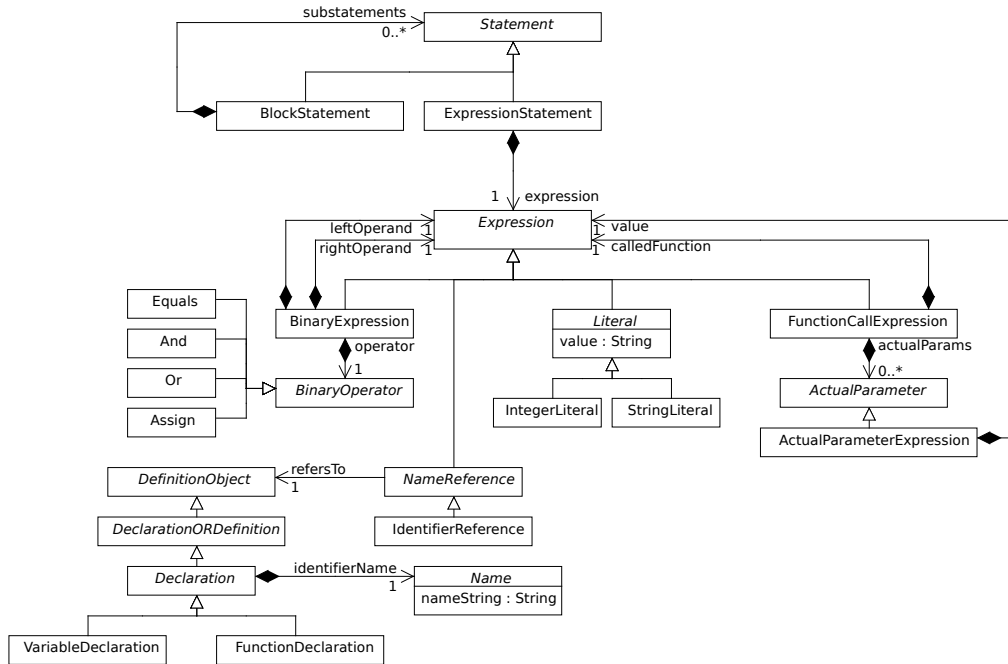 substatements
0..*
Statement
BlockStatement
ExpressionStatement
1
expression
Expression
leftOperand
1
1
value
rightOperand
1
1
calledFunction
Equals
And
Or
Assign
BinaryExpression
operator
1
BinaryOperator
Literal
value : String
IntegerLiteral
StringLiteral
FunctionCallExpression
actualParams
0..*
ActualParameter
ActualParameterExpression
DefinitionObject
refersTo
1
NameReference
DeclarationORDefinition
IdentifierReference
Declaration
identifierName
1
Name
nameString : String
VariableDeclaration
FunctionDeclaration